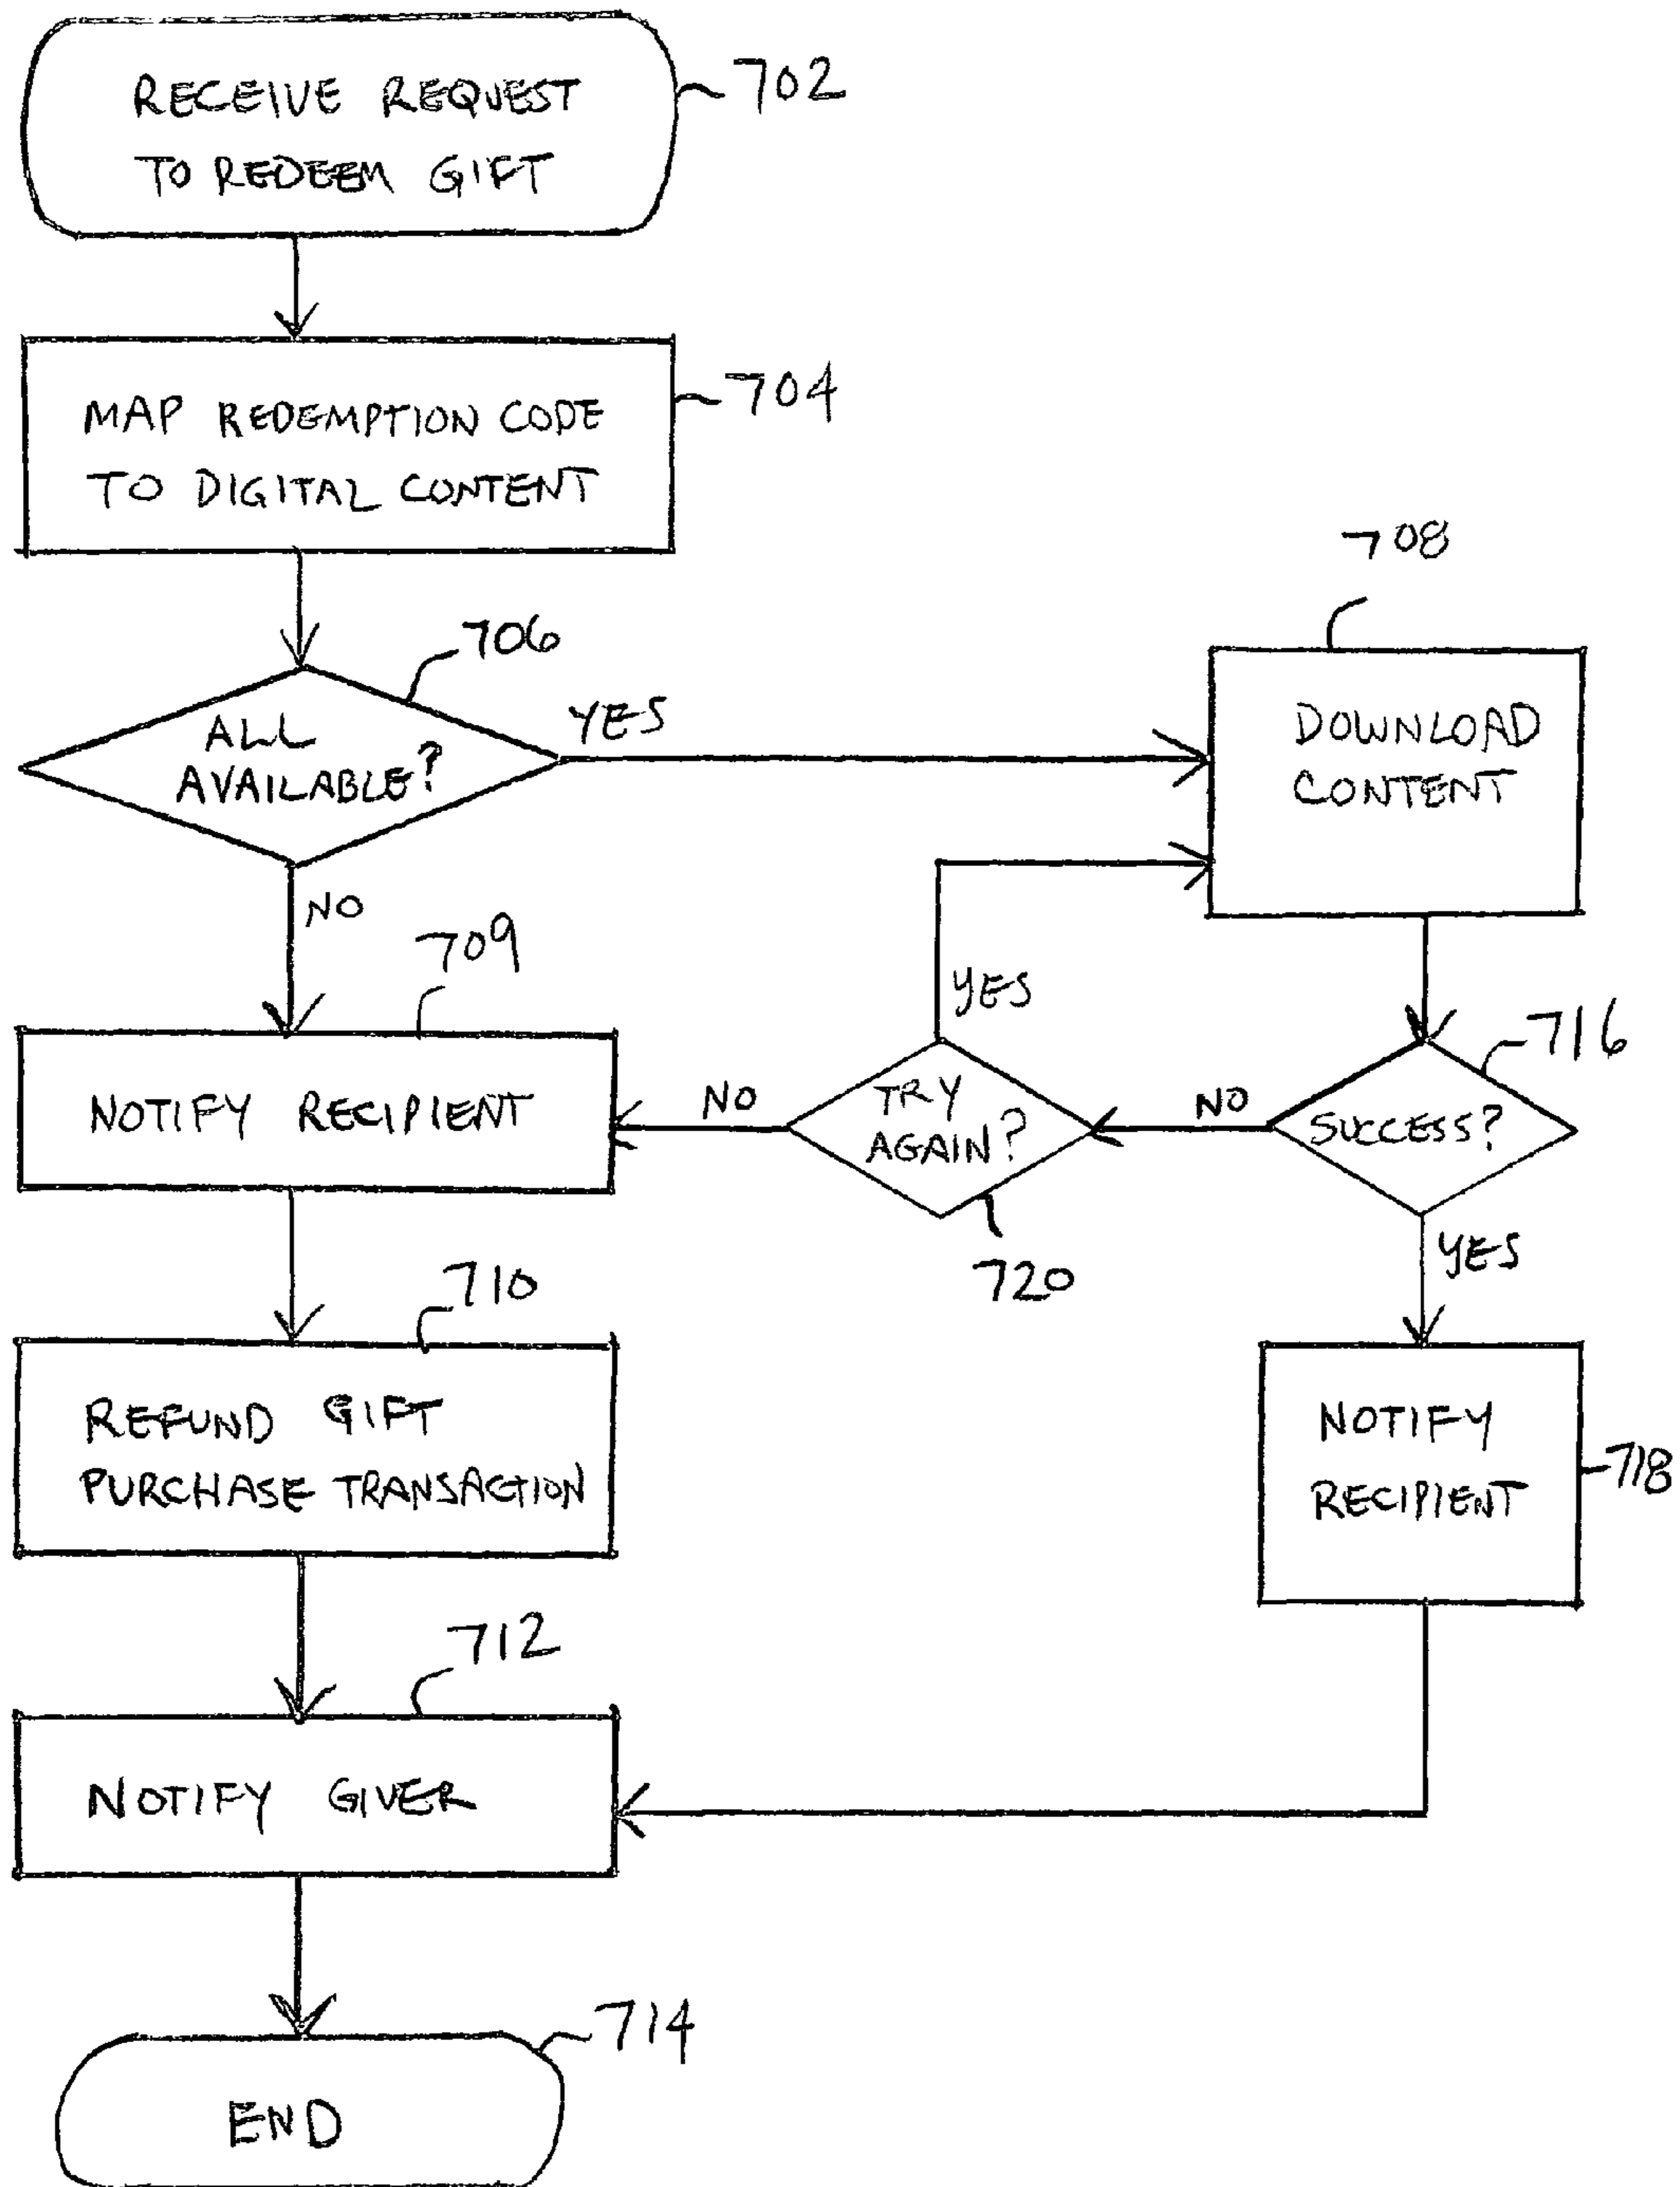 RECEIVE REQUEST
TO REDEEM GIFT
702
MAP REDEMPTION CODE
TO DIGITAL CONTENT
704
706
ALL
AVAILABLE?
YES
NO
708
DOWNLOAD
CONTENT
709
NOTIFY RECIPIENT
YES
NO
TRY
AGAIN?
720
NO
716
SUCCESS?
YES
710
REFUND GIFT
PURCHASE TRANSACTION
NOTIFY
RECIPIENT
718
712
NOTIFY GIVER
714
END